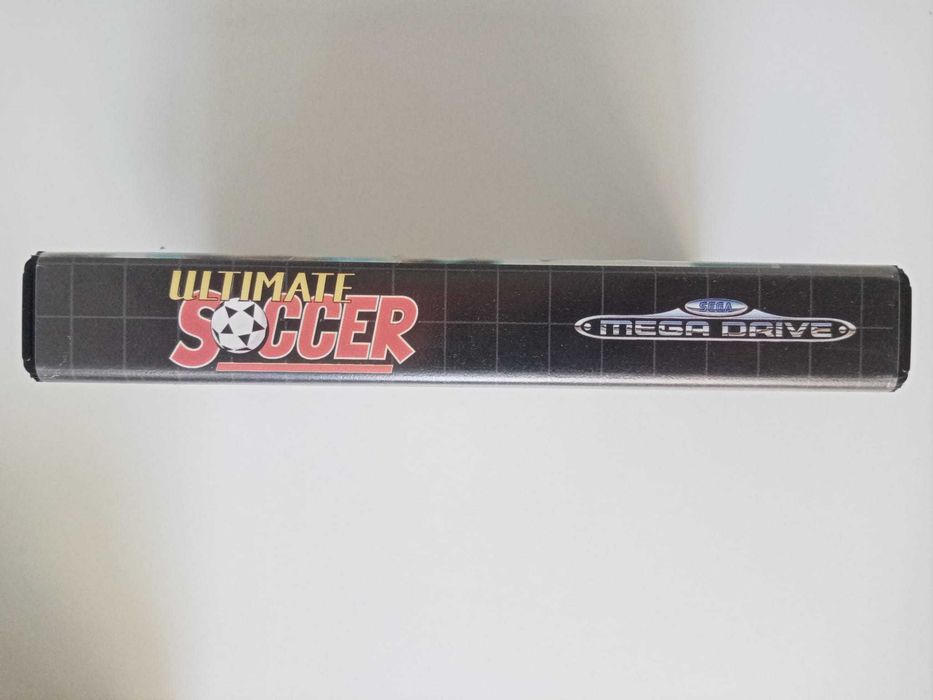 ULTIMATE
SOCCER
SEGA
MEGA DRIVE